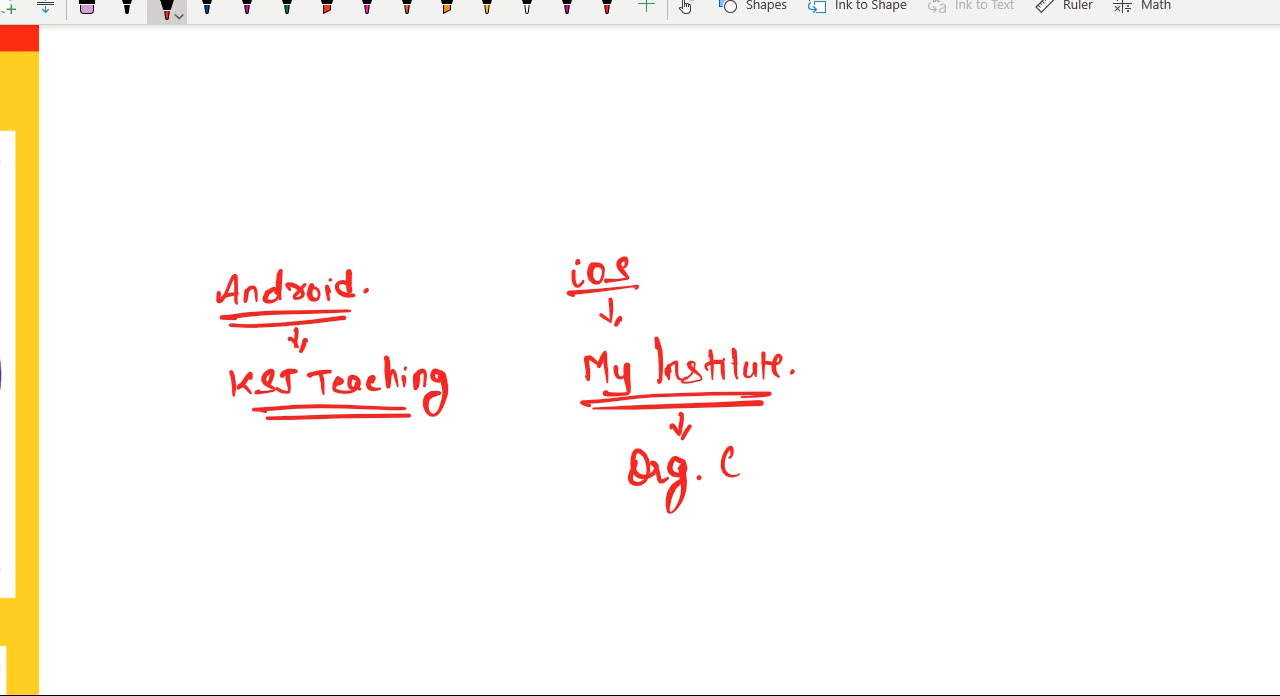 Shapes Ink to Shape Ink to Text Ruler Math
Android.
KSJ Teaching
iOS
My Institute.
Org. C